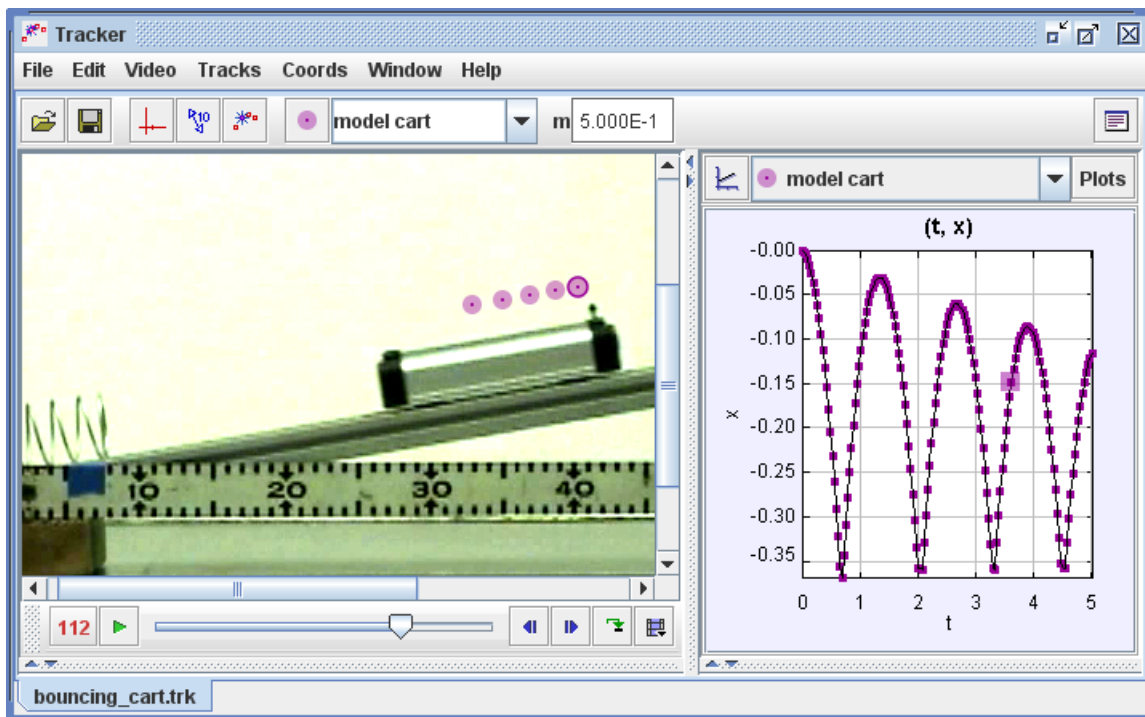 Tracker
File Edit Video Tracks Coords Window Help
model cart m 5.000E-1
model cart Plots
(t, x)
-0.00
-0.05
-0.10
-0.15
-0.20
-0.25
-0.30
-0.35
x
0 1 2 3 4 5
t
10 20 30 40
112
bouncing_cart.trk